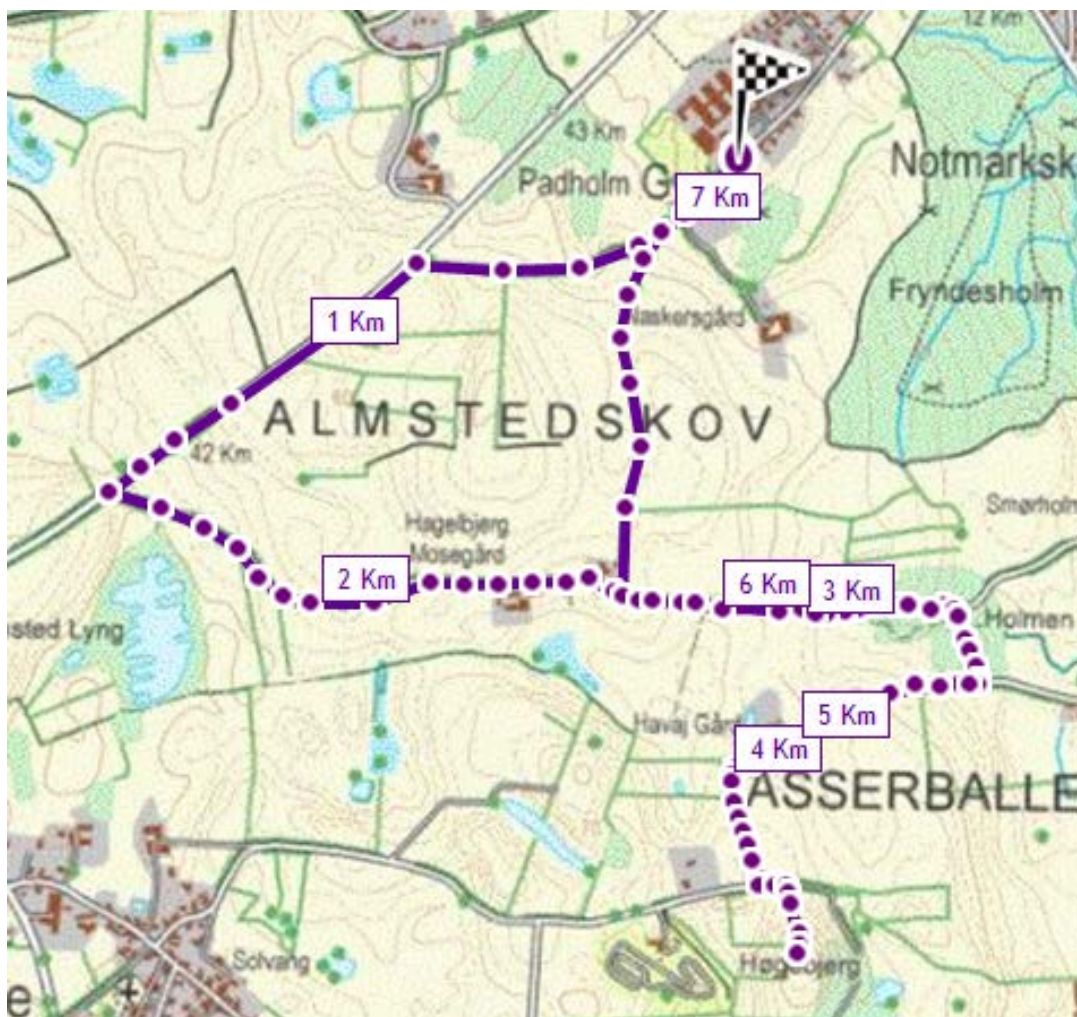 12 Km
43 Km
Notmarksk
Padholm G
7 Km
Fryndesholm
1 Km
Naskersgård
ALMSTEDSKOV
42 Km
Smørholm
Hagelbjerg
Mosegård
2 Km
6 Km
3 Km
Holmen
sted Lyng
5 Km
Havaj Gård
4 Km
ASSERBALLE
Solvang
Høgebjerg
e